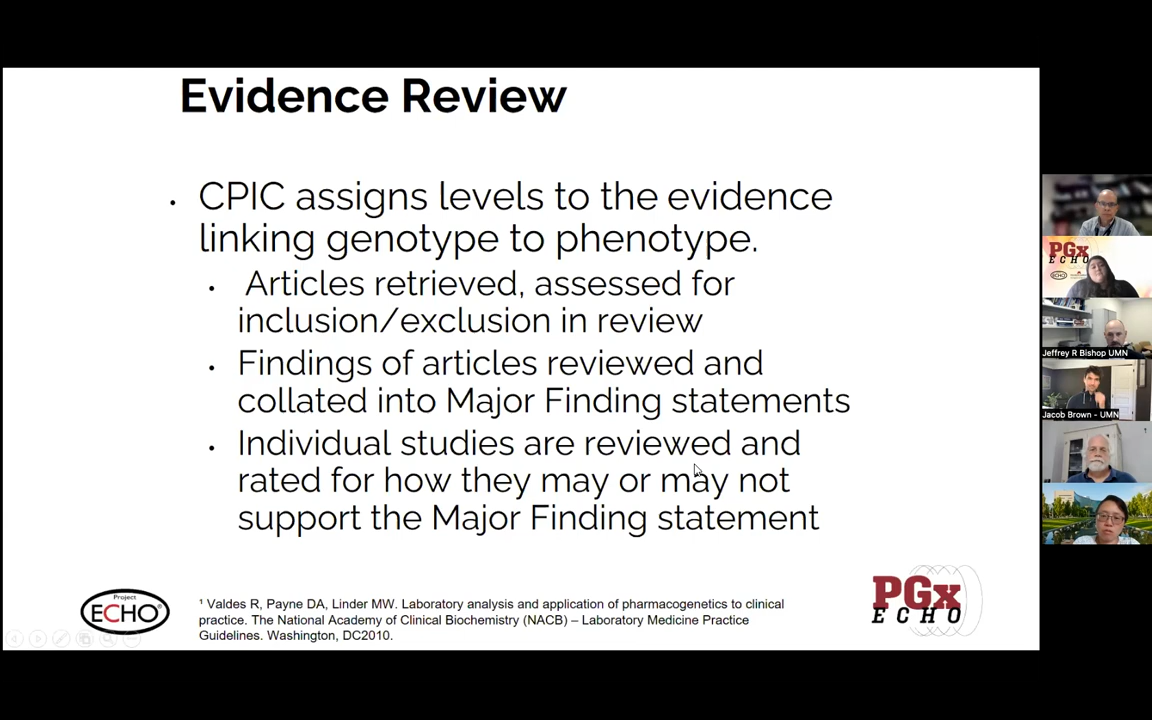 Evidence Review
• CPIC assigns levels to the evidence
linking genotype to phenotype.
• Articles retrieved, assessed for
inclusion/exclusion in review
• Findings of articles reviewed and
collated into Major Finding statements
• Individual studies are reviewed and
rated for how they may or may not
support the Major Finding statement
Project
ECHO®
¹ Valdes R, Payne DA, Linder MW. Laboratory analysis and application of pharmacogenetics to clinical
practice. The National Academy of Clinical Biochemistry (NACB) – Laboratory Medicine Practice
Guidelines. Washington, DC2010.
PGx
ECHO
PGx
ECHO
Jeffrey R Bishop UMN
Jacob Brown - UMN